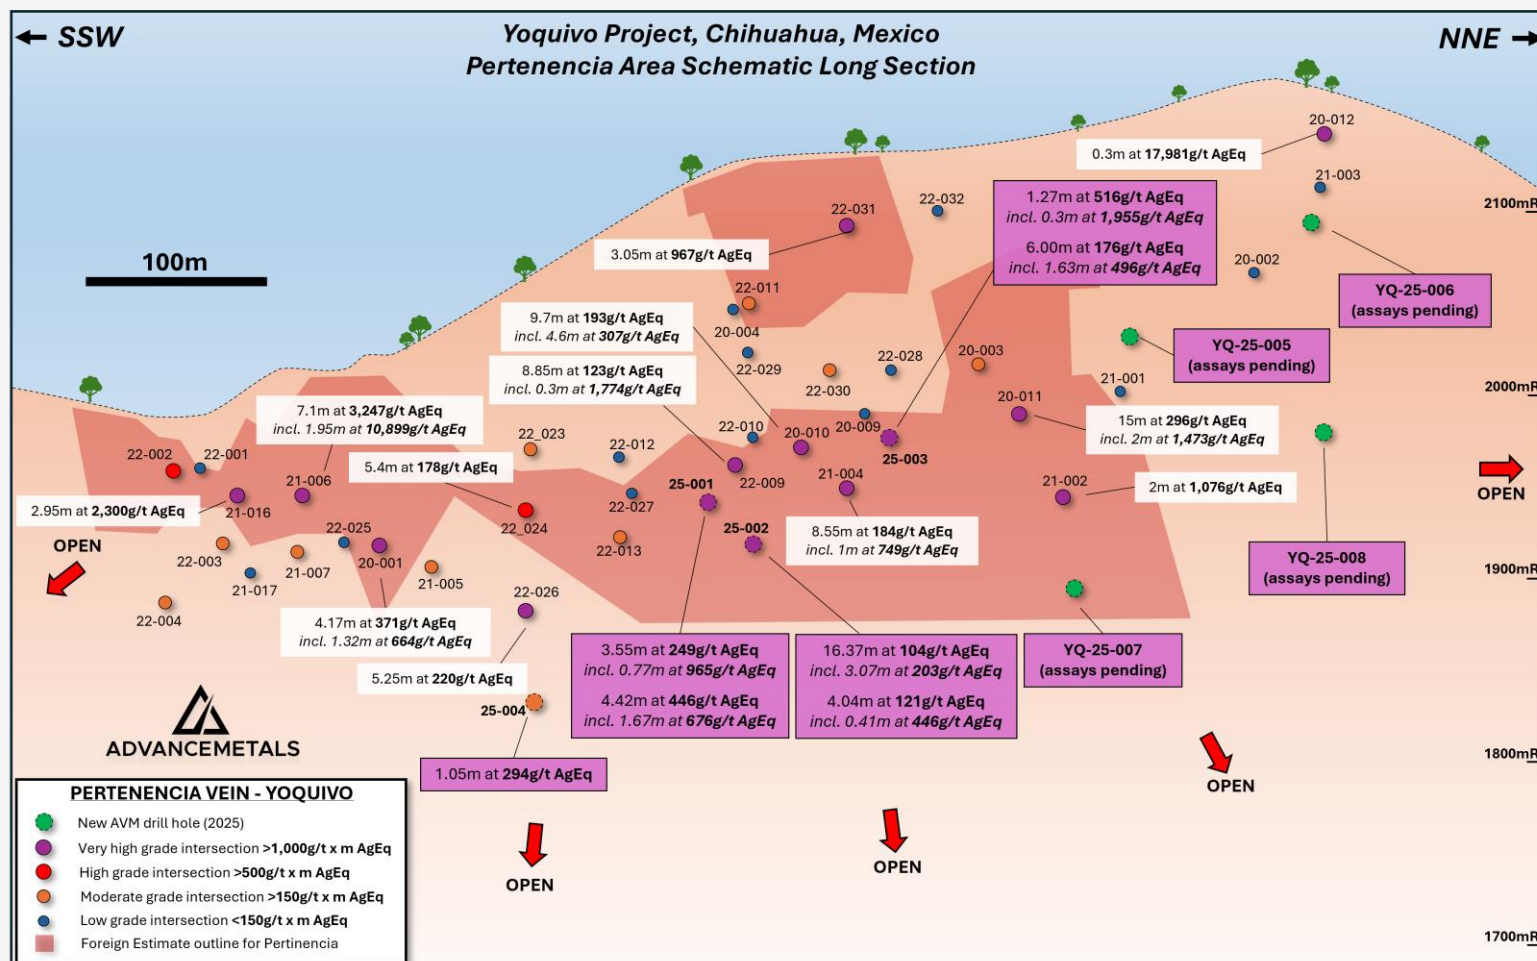 SSW
Yoquivo Project, Chihuahua, Mexico
Pertenencia Area Schematic Long Section
NNE
20-012
0.3m at 17,981g/t AgEq
21-003
2100mR
1.27m at 516g/t AgEq
incl. 0.3m at 1,955g/t AgEq
6.00m at 176g/t AgEq
incl. 1.63m at 496g/t AgEq
22-032
22-031
3.05m at 967g/t AgEq
100m
20-002
YQ-25-006
(assays pending)
22-011
20-004
22-029
9.7m at 193g/t AgEq
incl. 4.6m at 307g/t AgEq
22-028
20-003
22-030
YQ-25-005
(assays pending)
8.85m at 123g/t AgEq
incl. 0.3m at 1,774g/t AgEq
21-001
2000mR
20-011
15m at 296g/t AgEq
incl. 2m at 1,473g/t AgEq
7.1m at 3,247g/t AgEq
incl. 1.95m at 10,899g/t AgEq
22_023
22-012
22-010
20-010
20-009
25-003
22-002
22-001
21-006
5.4m at 178g/t AgEq
22-009
21-004
21-002
2m at 1,076g/t AgEq
OPEN
25-001
2.95m at 2,300g/t AgEq
21-016
22-027
22_024
25-002
8.55m at 184g/t AgEq
incl. 1m at 749g/t AgEq
OPEN
22-025
22-013
22-003
21-007
20-001
21-005
YQ-25-008
(assays pending)
1900mR
21-017
22-004
22-026
4.17m at 371g/t AgEq
incl. 1.32m at 664g/t AgEq
5.25m at 220g/t AgEq
3.55m at 249g/t AgEq
incl. 0.77m at 965g/t AgEq
4.42m at 446g/t AgEq
incl. 1.67m at 676g/t AgEq
16.37m at 104g/t AgEq
incl. 3.07m at 203g/t AgEq
4.04m at 121g/t AgEq
incl. 0.41m at 446g/t AgEq
YQ-25-007
(assays pending)
25-004
ADVANCEMETALS
1800mR
1.05m at 294g/t AgEq
OPEN
OPEN
OPEN
PERTENENCIA VEIN - YOQUIVO
New AVM drill hole (2025)
Very high grade intersection >1,000g/t x m AgEq
High grade intersection >500g/t x m AgEq
Moderate grade intersection >150g/t x m AgEq
Low grade intersection <150g/t x m AgEq
Foreign Estimate outline for Pertinencia
1700mR